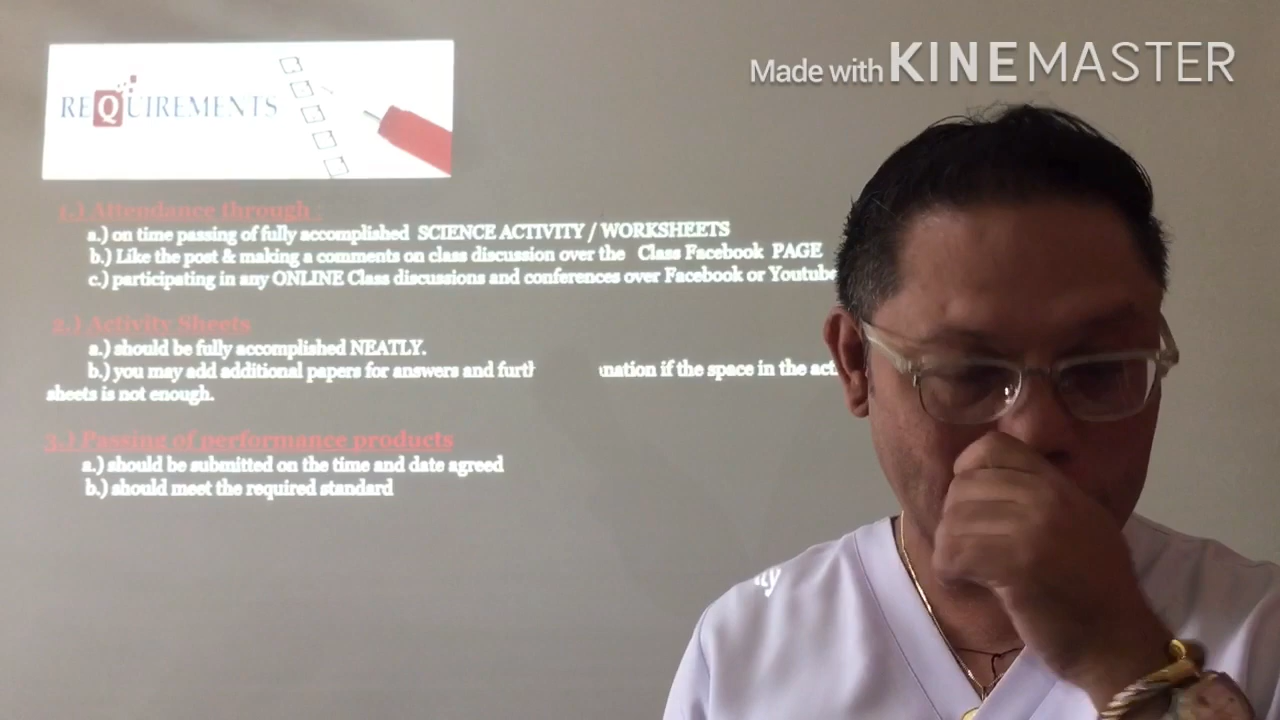 Made with KINEMASTER
REQUIREMENTS
1.) Attendance through :
a.) on time passing of fully accomplished SCIENCE ACTIVITY / WORKSHEETS
b.) Like the post & making a comments on class discussion over the Class Facebook PAGE
c.) participating in any ONLINE Class discussions and conferences over Facebook or Youtube
2.) Activity Sheets
a.) should be fully accomplished NEATLY.
b.) you may add additional papers for answers and if the space in the
sheets is not enough.
3.) Passing of performance products
a.) should be submitted on the time and date agreed
b.) should meet the required standard